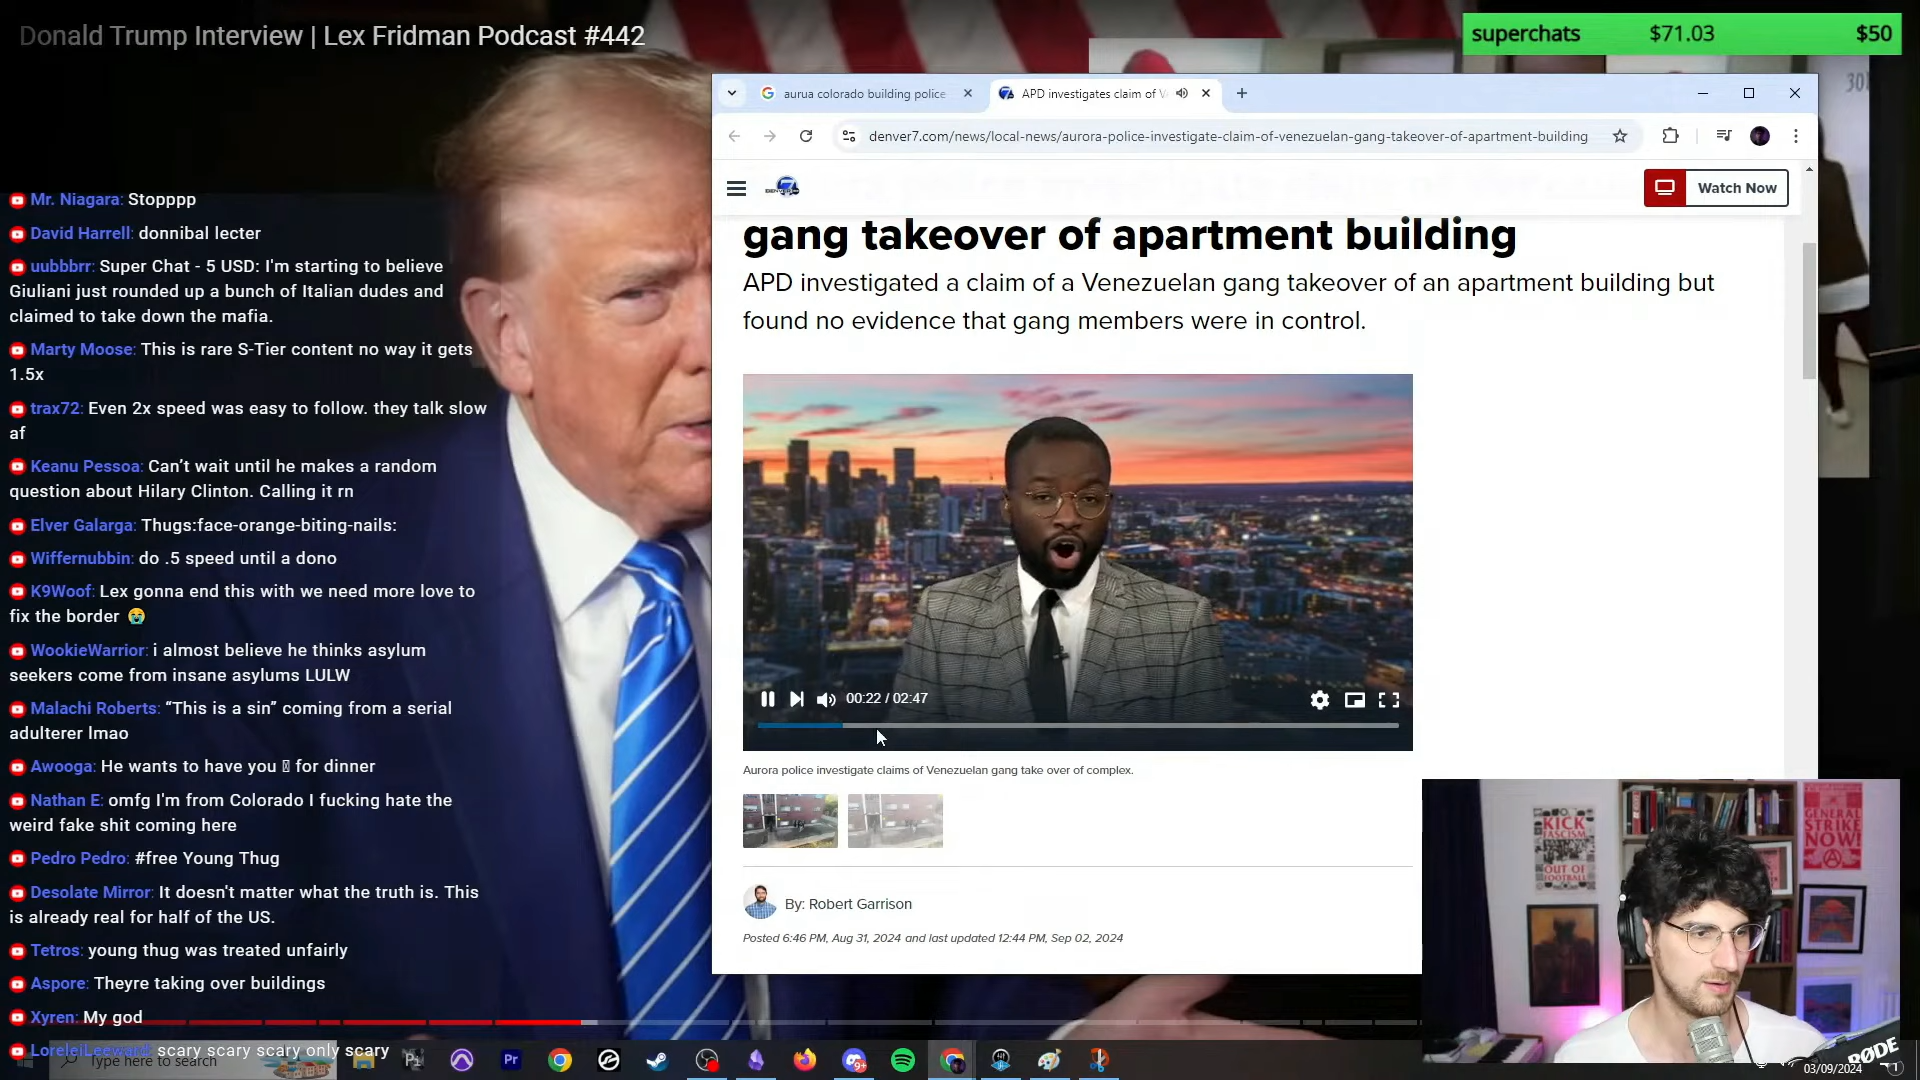 Donald Trump Interview | Lex Fridman Podcast #442
superchats $71.03 $50
aurua colorado building police
APD investigates claim of V
denver7.com/news/local-news/aurora-police-investigate-claim-of-venezuelan-gang-takeover-of-apartment-building
7
DENVER
Watch Now
gang takeover of apartment building
APD investigated a claim of a Venezuelan gang takeover of an apartment building but
found no evidence that gang members were in control.
00:22 / 02:47
Aurora police investigate claims of Venezuelan gang take over of complex.
By: Robert Garrison
Posted 6:46 PM, Aug 31, 2024 and last updated 12:44 PM, Sep 02, 2024
Mr. Niagara: Stopppp
David Harrell: donnibal lecter
uubbbrr: Super Chat - 5 USD: I'm starting to believe
Giuliani just rounded up a bunch of Italian dudes and
claimed to take down the mafia.
Marty Moose: This is rare S-Tier content no way it gets
1.5x
trax72: Even 2x speed was easy to follow. they talk slow
af
Keanu Pessoa: Can’t wait until he makes a random
question about Hilary Clinton. Calling it rn
Elver Galarga: Thugs:face-orange-biting-nails:
Wiffernubbin: do .5 speed until a dono
K9Woof: Lex gonna end this with we need more love to
fix the border 😭
WookieWarrior: i almost believe he thinks asylum
seekers come from insane asylums LULW
Malachi Roberts: “This is a sin” coming from a serial
adulterer lmao
Awooga: He wants to have you for dinner
Nathan E: omfg I'm from Colorado I fucking hate the
weird fake shit coming here
Pedro Pedro: #free Young Thug
Desolate Mirror: It doesn't matter what the truth is. This
is already real for half of the US.
Tetros: young thug was treated unfairly
Aspore: Theyre taking over buildings
Xyren: My god
scary scary scary only scary
Type here to search
Pr
9+
KICK
FASCISM
OUT OF
FOOTBALL
GENERAL
STRIKE
NOW!
RØDE
03/09/2024